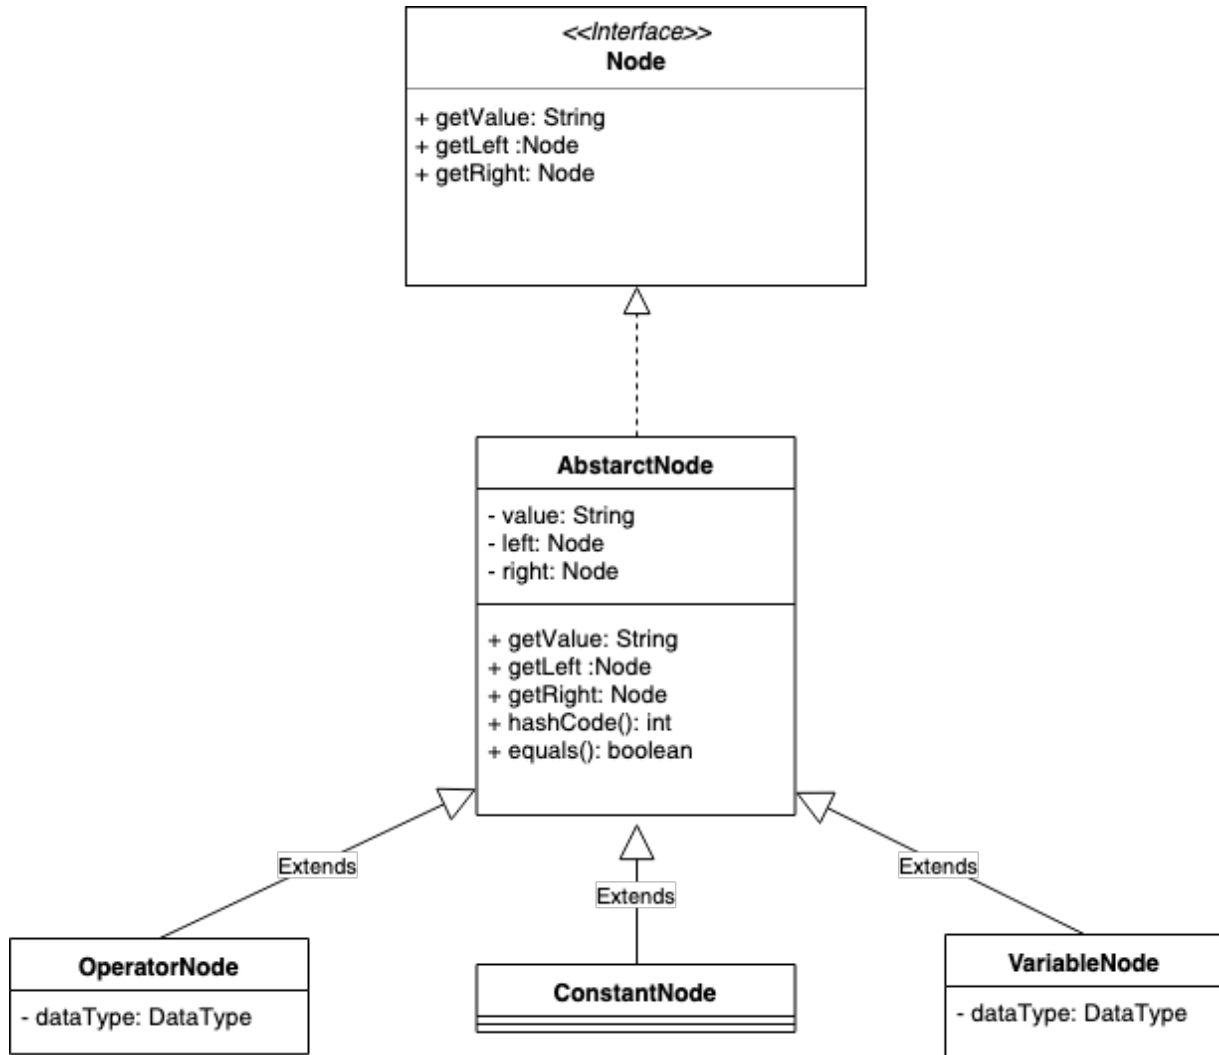 <<Interface>>
Node
+ getValue: String
+ getLeft :Node
+ getRight: Node
AbstarctNode
- value: String
- left: Node
- right: Node
+ getValue: String
+ getLeft :Node
+ getRight: Node
+ hashCode(): int
+ equals(): boolean
Extends
Extends
Extends
OperatorNode
- dataType: DataType
ConstantNode
VariableNode
- dataType: DataType